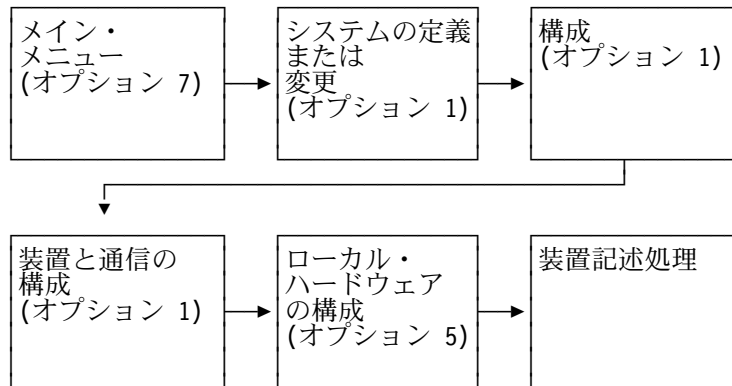 メイン・
メニュー
(オプション 7)
システムの定義
または
変更
(オプション 1)
構成
(オプション 1)
装置と通信の
構成
(オプション 1)
ローカル・
ハードウェア
の構成
(オプション 5)
装置記述処理